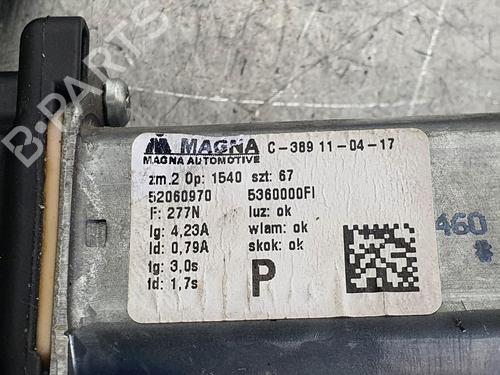 MAGNA C-389 11-04-17
MAGNA AUTOMOTIVE
zm.2 Op: 1540 szt: 67
52060970 5360000FI
F: 277N luz: ok
Ig: 4,23A wlam: ok
Id: 0,79A skok: ok
tg: 3,0s
td: 1,7s
P
460
B-PARTS